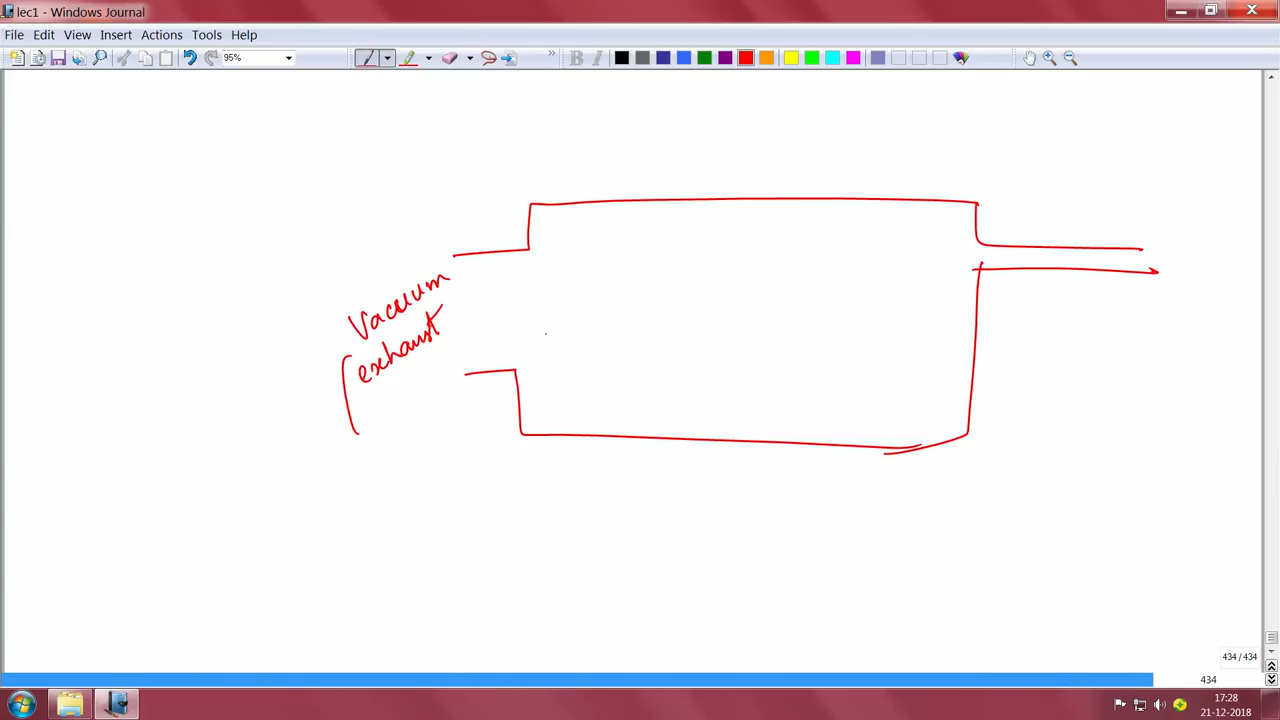 lec1 - Windows Journal
File Edit View Insert Actions Tools Help
95%
Vacuum
exhaust
434 / 434
434
17:28
21-12-2018